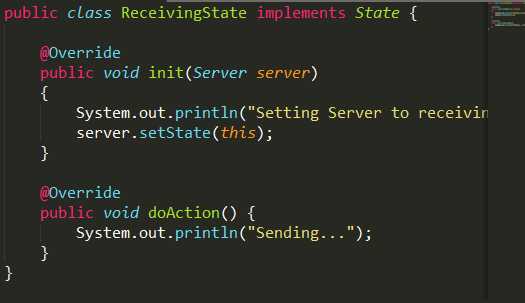 public class ReceivingState implements State {
@Override
public void init(Server server)
{
System.out.println("Setting Server to receivin
server.setState(this);
}
@Override
public void doAction() {
System.out.println("Sending...");
}
}